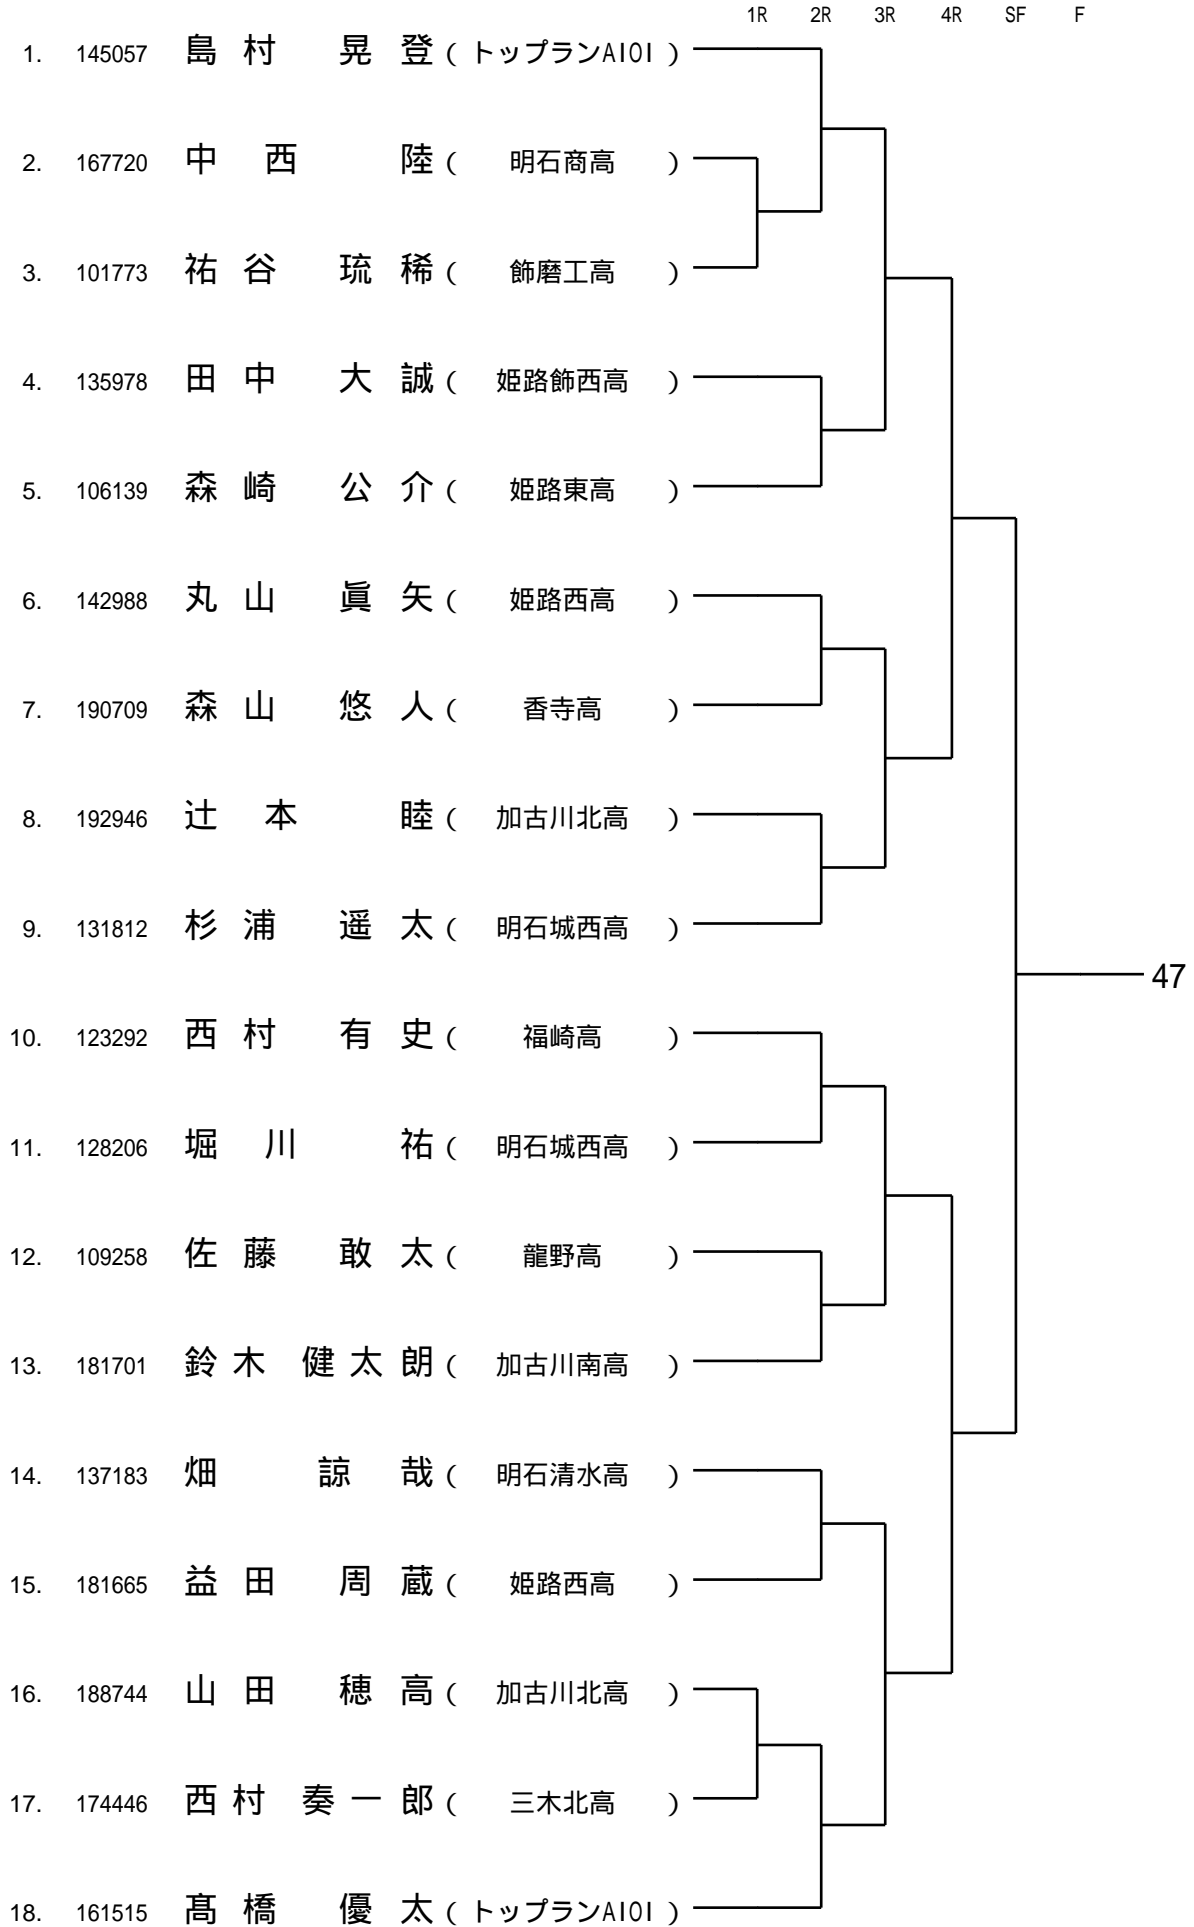 1R 2R 3R 4R SF F
1. 145057 島村 晃登 ( トップランAIOI )
2. 167720 中西 陸 ( 明石商高 )
3. 101773 祐谷 琉稀 ( 飾磨工高 )
4. 135978 田中 大誠 ( 姫路飾西高 )
5. 106139 森崎 公介 ( 姫路東高 )
6. 142988 丸山 眞矢 ( 姫路西高 )
7. 190709 森山 悠人 ( 香寺高 )
8. 192946 辻本 睦 ( 加古川北高 )
9. 131812 杉浦 遥太 ( 明石城西高 )
47
10. 123292 西村 有史 ( 福崎高 )
11. 128206 堀川 祐 ( 明石城西高 )
12. 109258 佐藤 敢太 ( 龍野高 )
13. 181701 鈴木 健太朗 ( 加古川南高 )
14. 137183 畑 諒哉 ( 明石清水高 )
15. 181665 益田 周蔵 ( 姫路西高 )
16. 188744 山田 穂高 ( 加古川北高 )
17. 174446 西村 奏一郎 ( 三木北高 )
18. 161515 髙橋 優太 ( トップランAIOI )